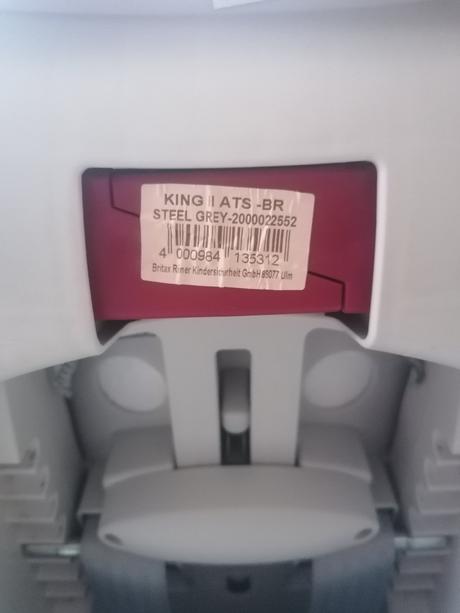 KING II ATS -BR
STEEL GREY-2000022552
4 000984 135312
Britax Römer Kindersicherheit GmbH 89077 Ulm